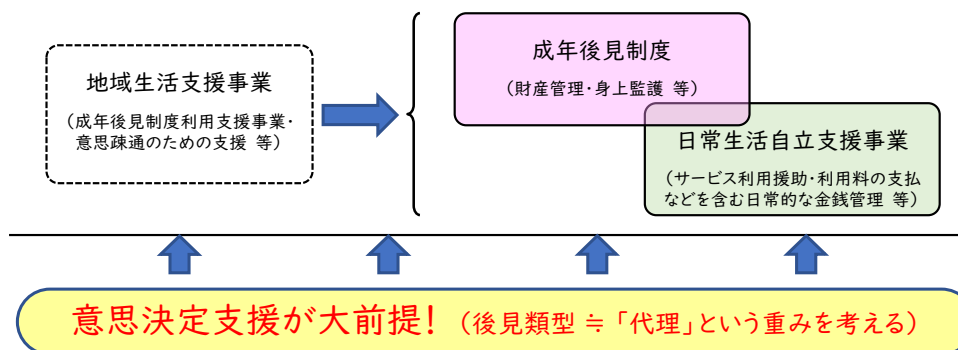 地域生活支援事業
（成年後見制度利用支援事業・
意思疎通のための支援 等）
成年後見制度
（財産管理・身上監護 等）
日常生活自立支援事業
（サービス利用援助・利用料の支払
などを含む日常的な金銭管理 等）
意思決定支援が大前提！（後見類型 ≒ 「代理」という重みを考える）